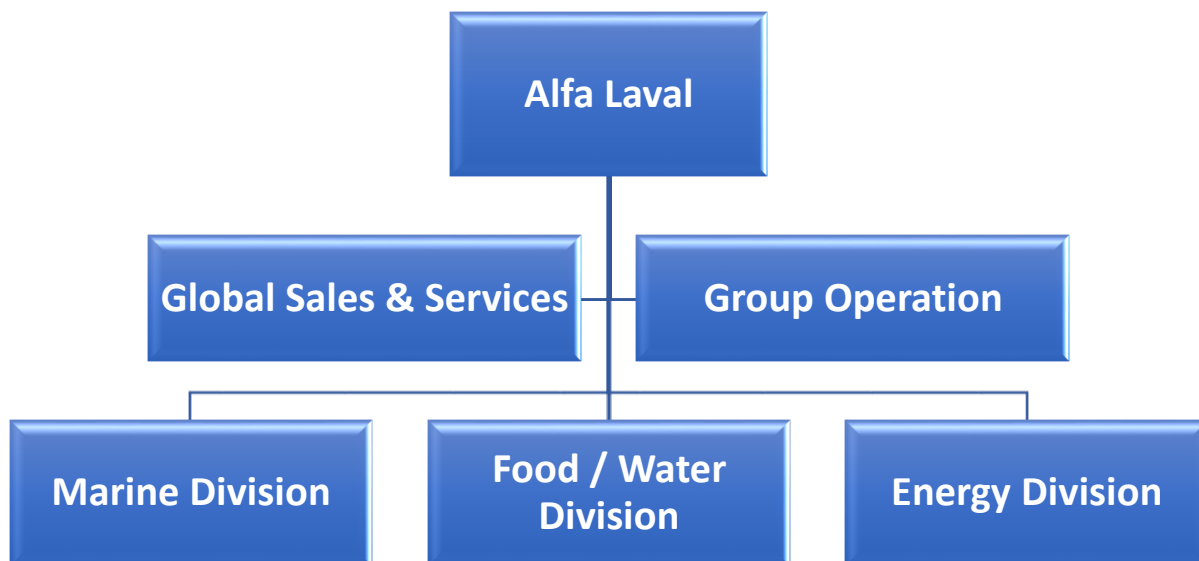 Alfa Laval
Global Sales & Services
Group Operation
Marine Division
Food / Water
Division
Energy Division